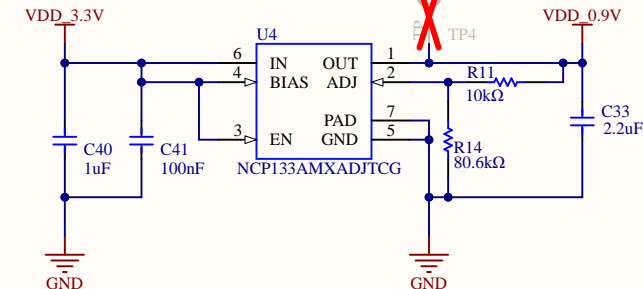 VDD_3.3V
VDD_0.9V
TP4
TP
U4
6 IN OUT 1
4 BIAS ADJ 2
R11
10kΩ
PAD 7
3 EN GND 5
C33
2.2uF
C40
1uF
C41
100nF
R14
80.6kΩ
NCP133AMXADJTCG
GND
GND